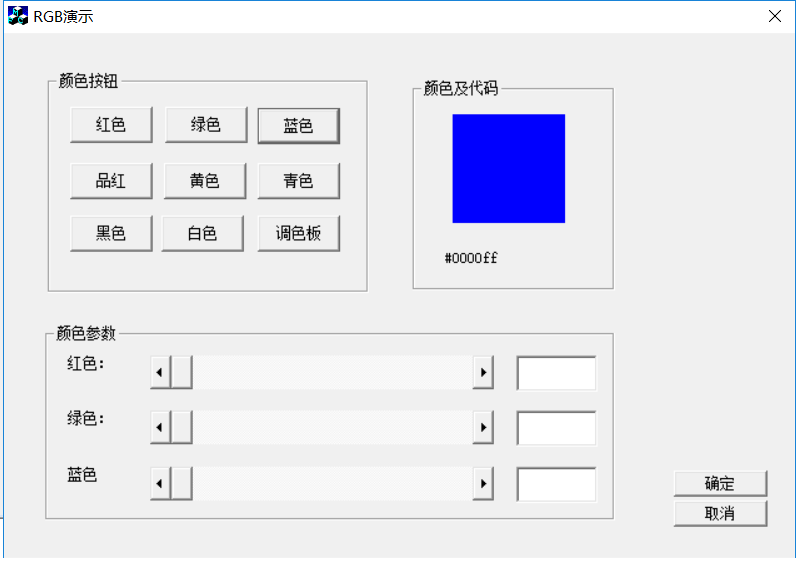 RGB演示
颜色按钮
红色 绿色 蓝色
品红 黄色 青色
黑色 白色 调色板
颜色及代码
#0000ff
颜色参数
红色：
绿色：
蓝色
确定
取消